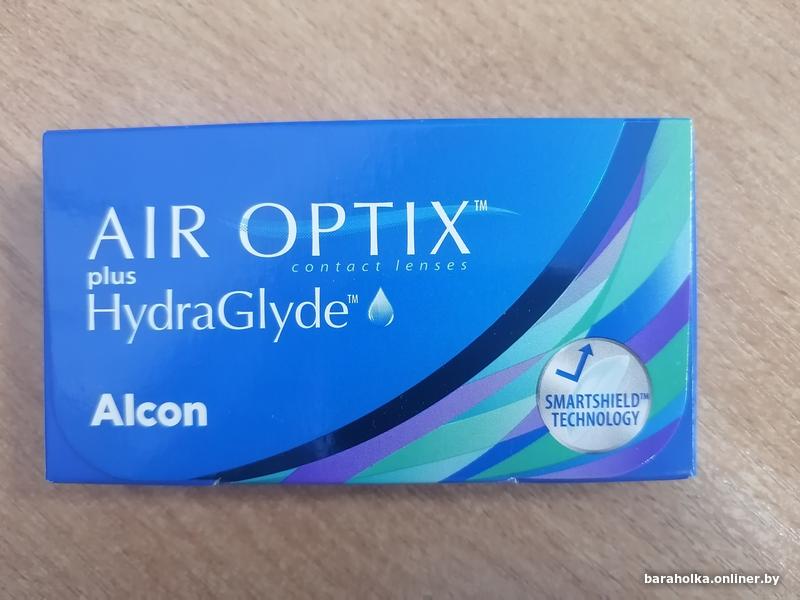 AIR OPTIX™
contact lenses
plus
HydraGlyde™
Alcon
SMARTSHIELD™
TECHNOLOGY
baraholka.onliner.by